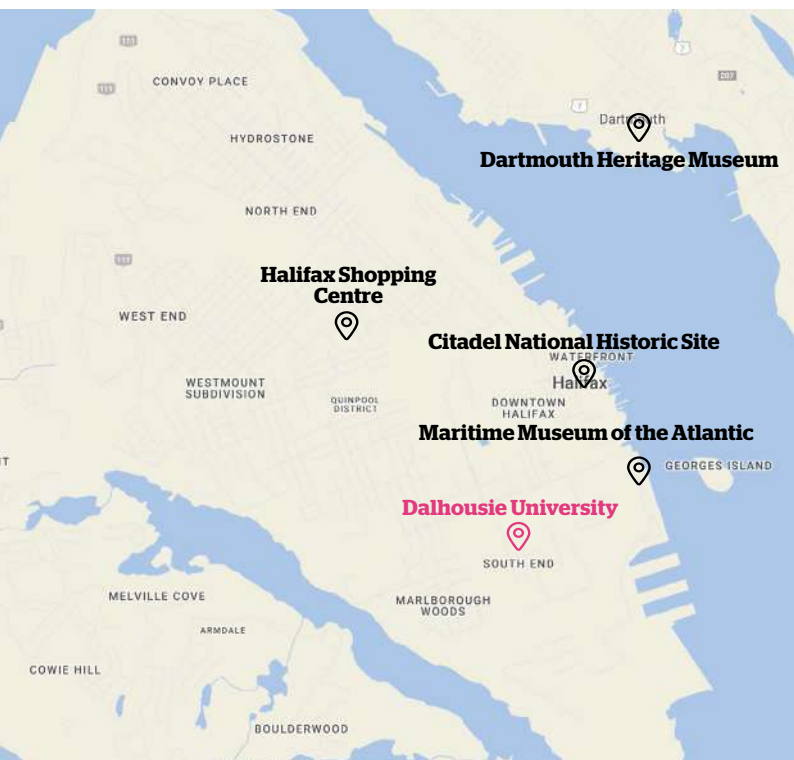 111
7
207
CONVOY PLACE
111
7
Dartmouth
HYDROSTONE
Dartmouth Heritage Museum
NORTH END
111
Halifax Shopping
Centre
WEST END
Citadel National Historic Site
WATERFRONT
Halifax
WESTMOUNT
SUBDIVISION
QUINPOOL
DISTRICT
DOWNTOWN
HALIFAX
Maritime Museum of the Atlantic
GEORGES ISLAND
Dalhousie University
SOUTH END
MELVILLE COVE
MARLBOROUGH
WOODS
ARMDALE
COWIE HILL
BOULDERWOOD